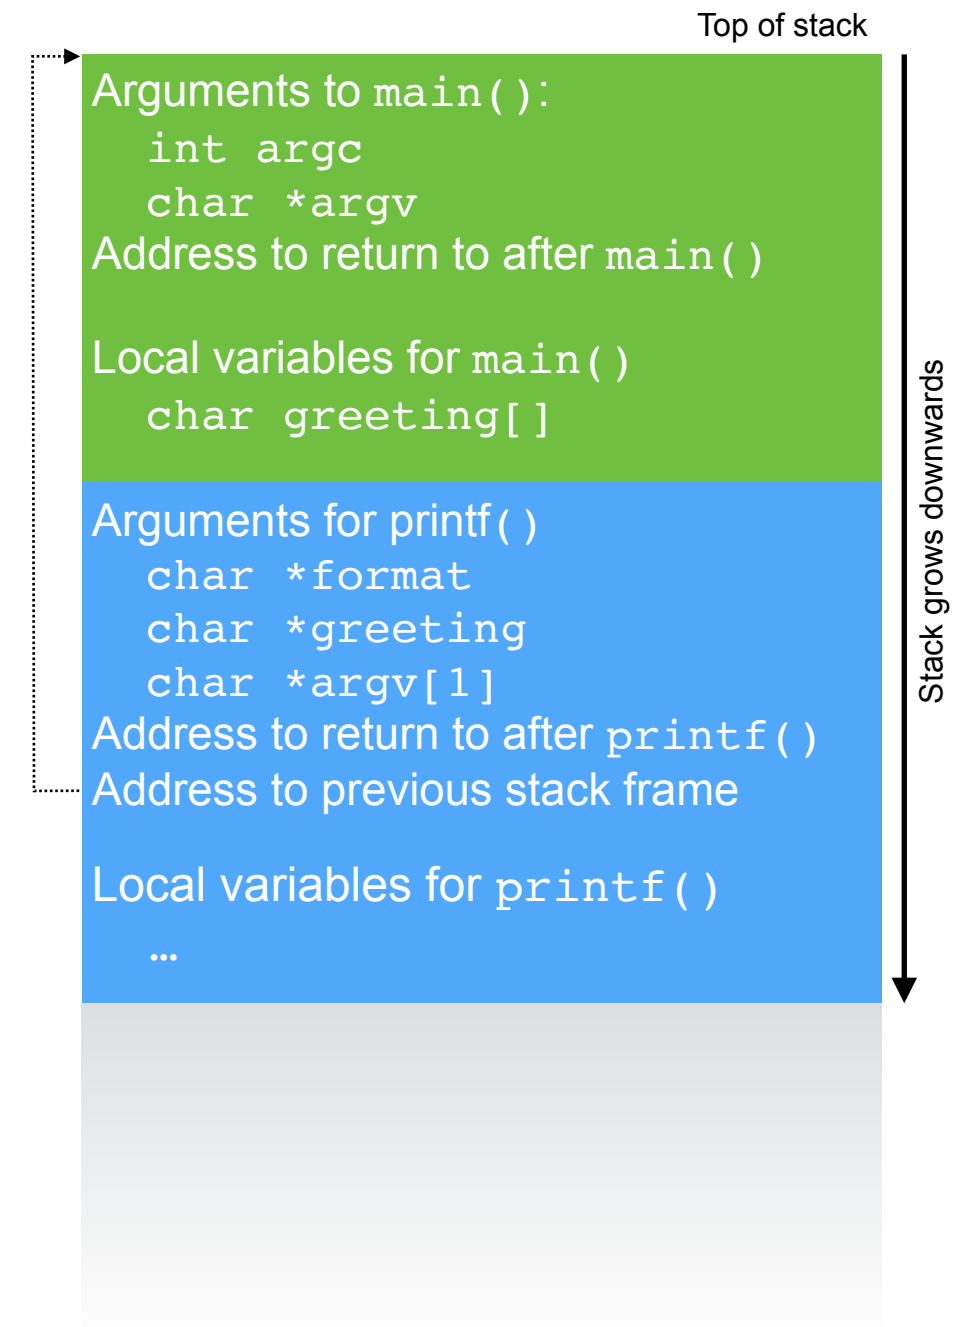 Top of stack
Arguments to main():
int argc
char *argv
Address to return to after main()
Local variables for main()
char greeting[]
Arguments for printf()
char *format
char *greeting
char *argv[1]
Address to return to after printf()
Address to previous stack frame
Local variables for printf()
…
Stack grows downwards